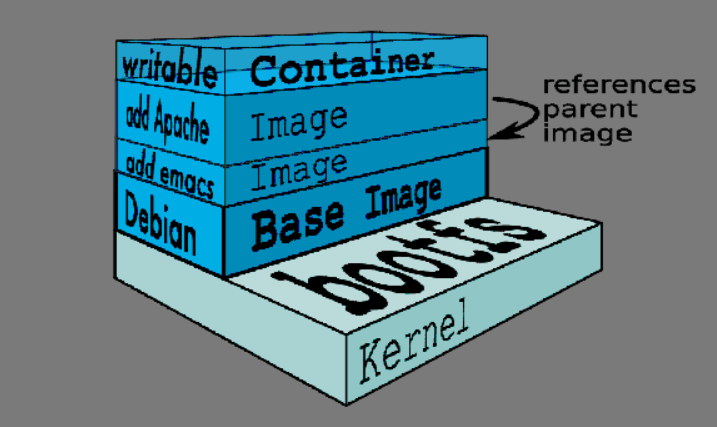 writable Container
references
parent
image
add Apache Image
add emacs Image
Debian Base Image
bootfs
Kernel